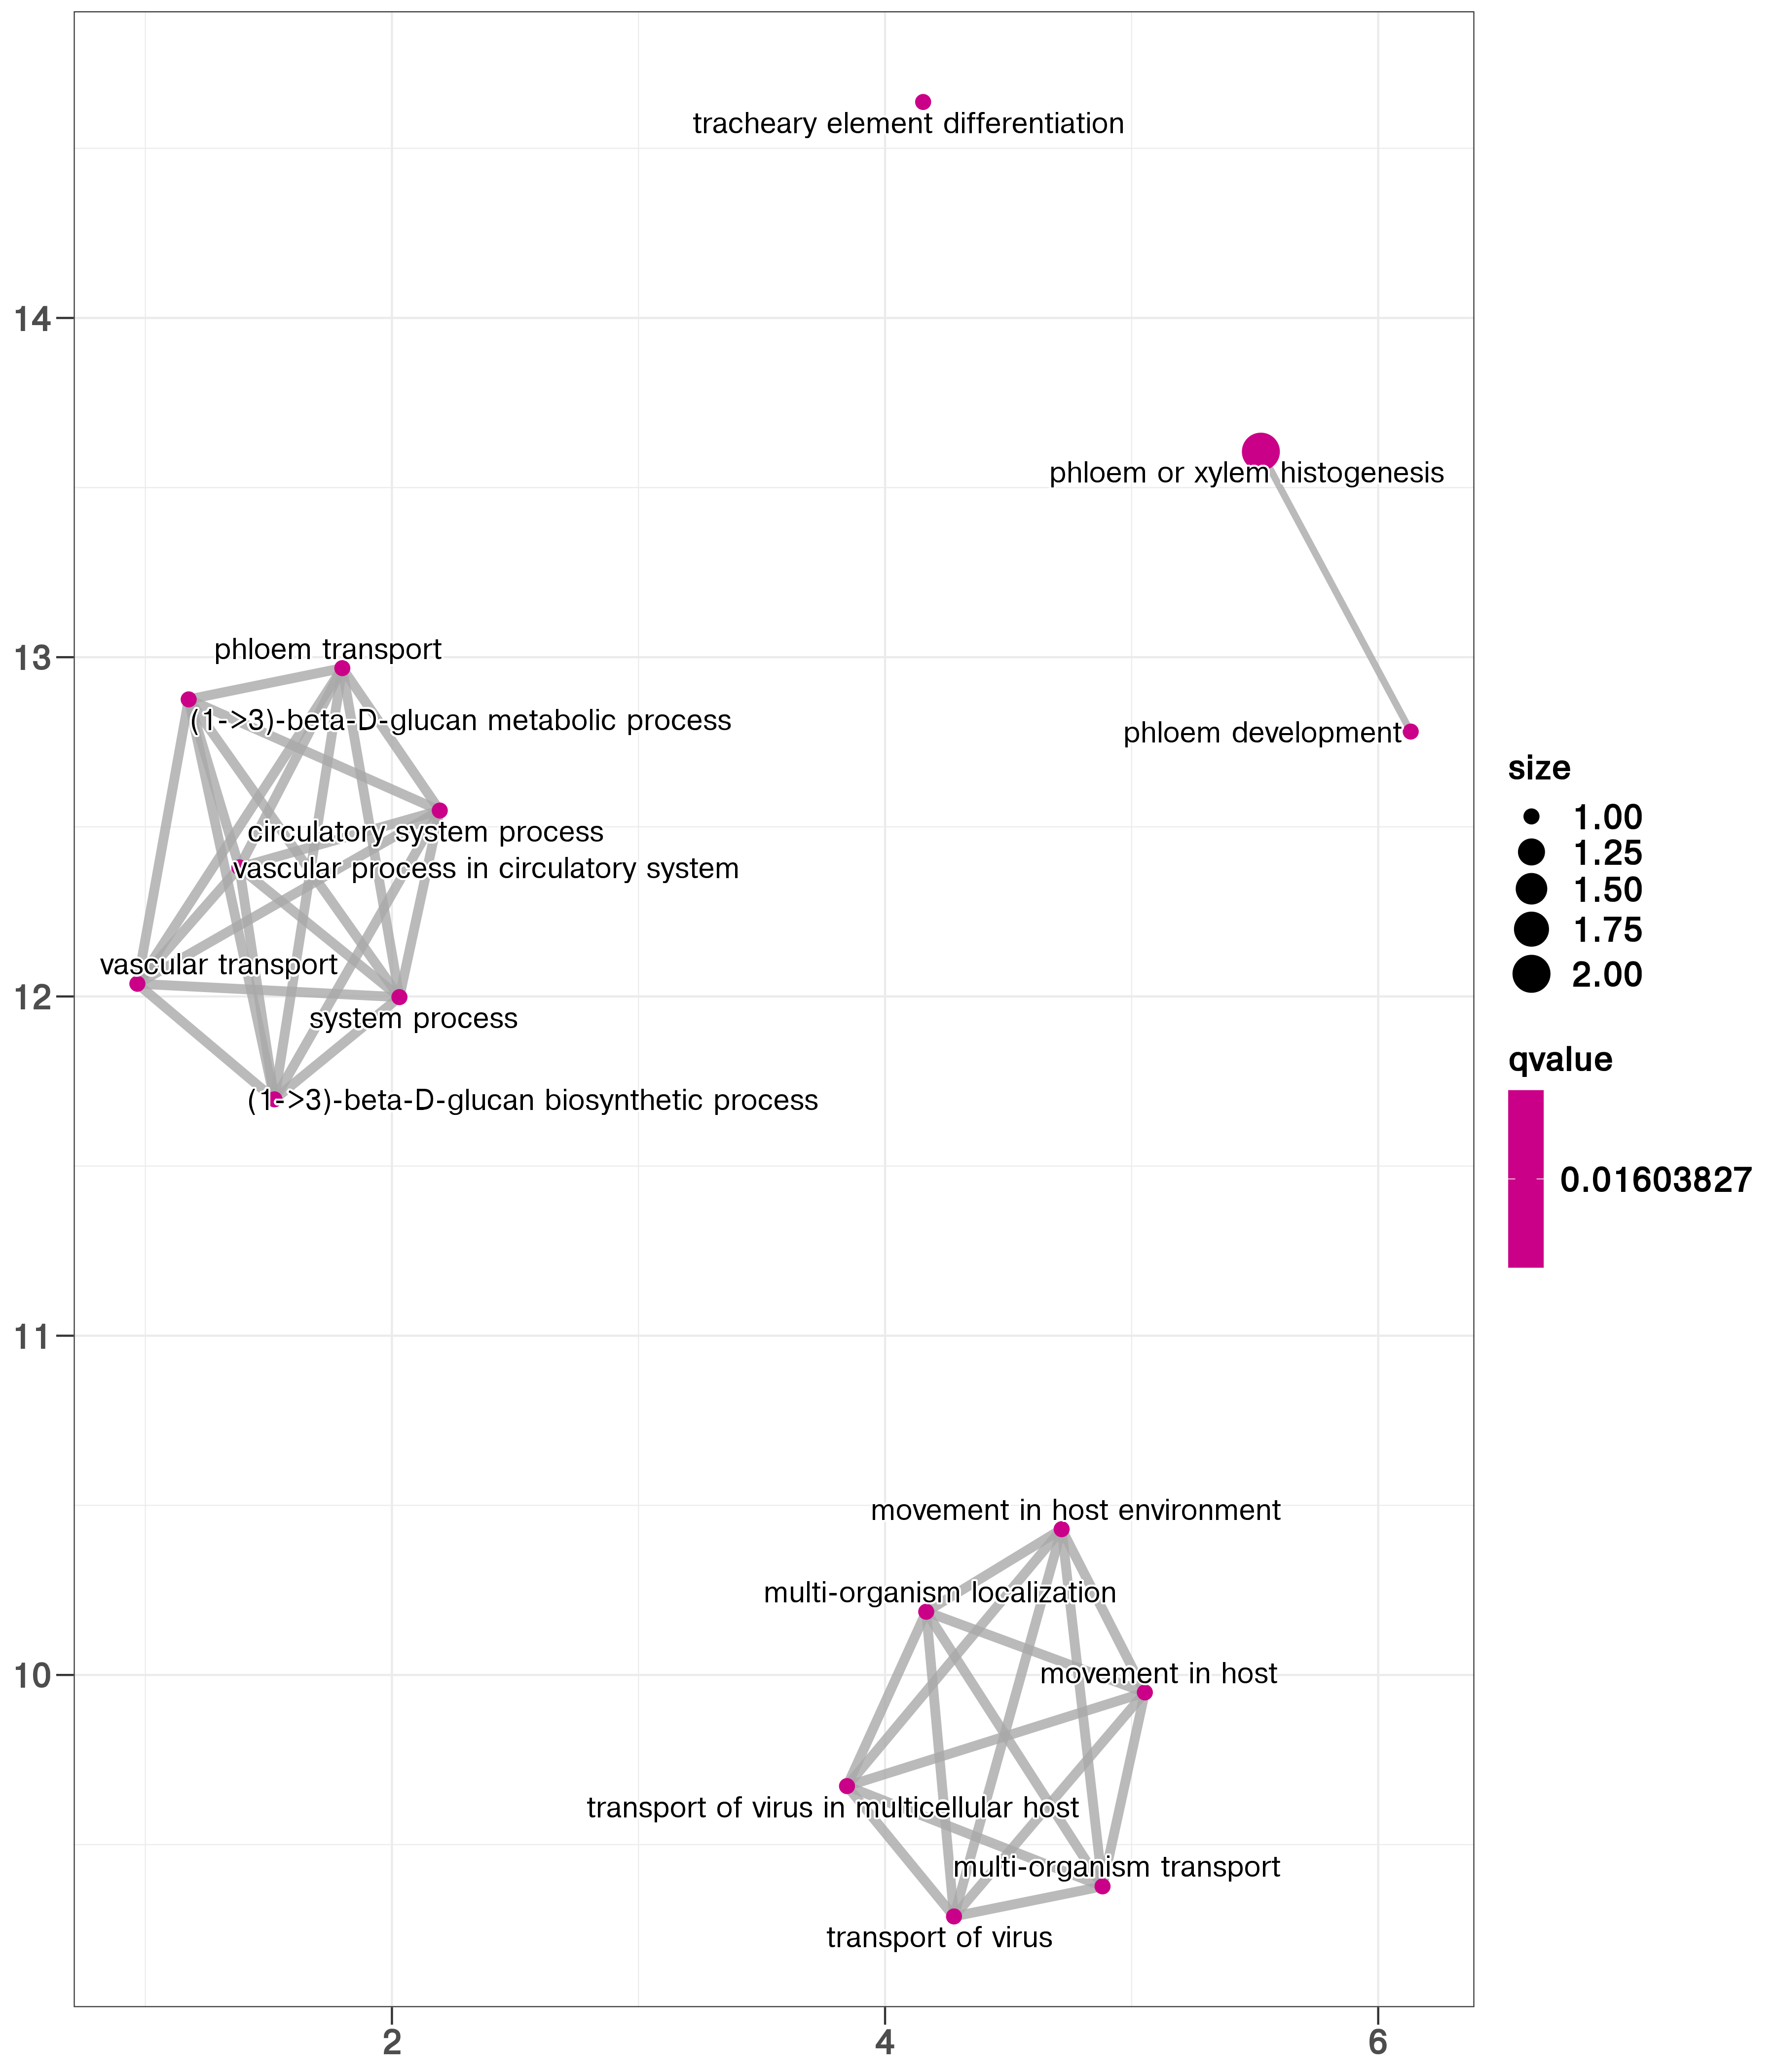 tracheary element differentiation
14
phloem or xylem histogenesis
13
phloem transport
(1->3)-beta-D-glucan metabolic process
phloem development
circulatory system process
vascular process in circulatory system
vascular transport
12
system process
(1->3)-beta-D-glucan biosynthetic process
11
movement in host environment
multi-organism localization
10
movement in host
transport of virus in multicellular host
multi-organism transport
transport of virus
2
4
6
size
1.00
1.25
1.50
1.75
2.00
qvalue
0.01603827